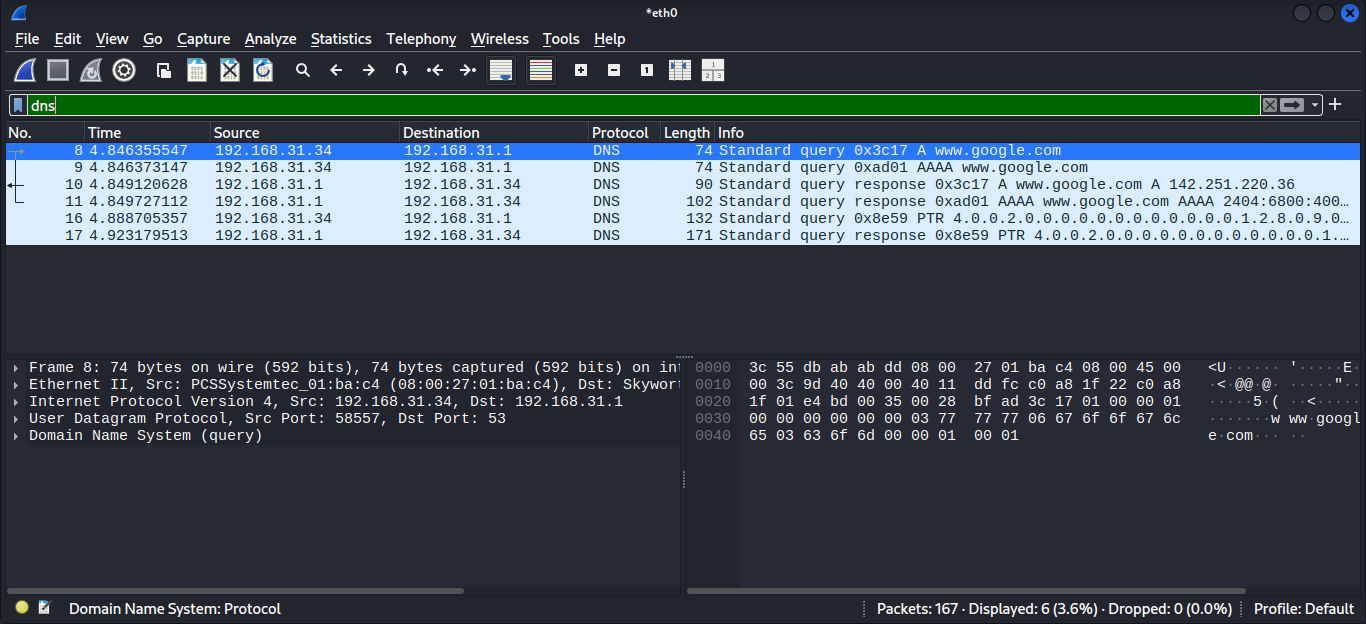 *eth0
File Edit View Go Capture Analyze Statistics Telephony Wireless Tools Help
dns
No. Time Source Destination Protocol Length Info
8 4.846355547 192.168.31.34 192.168.31.1 DNS 74 Standard query 0x3c17 A www.google.com
9 4.846373147 192.168.31.34 192.168.31.1 DNS 74 Standard query 0xad01 AAAA www.google.com
10 4.849120628 192.168.31.1 192.168.31.34 DNS 90 Standard query response 0x3c17 A www.google.com A 142.251.220.36
11 4.849727112 192.168.31.1 192.168.31.34 DNS 102 Standard query response 0xad01 AAAA www.google.com AAAA 2404:6800:400…
16 4.888705357 192.168.31.34 192.168.31.1 DNS 132 Standard query 0x8e59 PTR 4.0.0.2.0.0.0.0.0.0.0.0.0.0.0.0.1.2.8.0.9.0…
17 4.923179513 192.168.31.1 192.168.31.34 DNS 171 Standard query response 0x8e59 PTR 4.0.0.2.0.0.0.0.0.0.0.0.0.0.0.0.1.…
Frame 8: 74 bytes on wire (592 bits), 74 bytes captured (592 bits) on int
Ethernet II, Src: PCSSystemtec_01:ba:c4 (08:00:27:01:ba:c4), Dst: Skywor
Internet Protocol Version 4, Src: 192.168.31.34, Dst: 192.168.31.1
User Datagram Protocol, Src Port: 58557, Dst Port: 53
Domain Name System (query)
0000 3c 55 db ab ab dd 08 00 27 01 ba c4 08 00 45 00 <U······ '·····E·
0010 00 3c 9d 40 40 00 40 11 dd fc c0 a8 1f 22 c0 a8 ·<·@@·@· ·····"··
0020 1f 01 e4 bd 00 35 00 28 bf ad 3c 17 01 00 00 01 ·····5·( ··<·····
0030 00 00 00 00 00 00 03 77 77 77 06 67 6f 6f 67 6c ·······w ww·googl
0040 65 03 63 6f 6d 00 00 01 00 01 e·com··· ··
Domain Name System: Protocol
Packets: 167 · Displayed: 6 (3.6%) · Dropped: 0 (0.0%)
Profile: Default